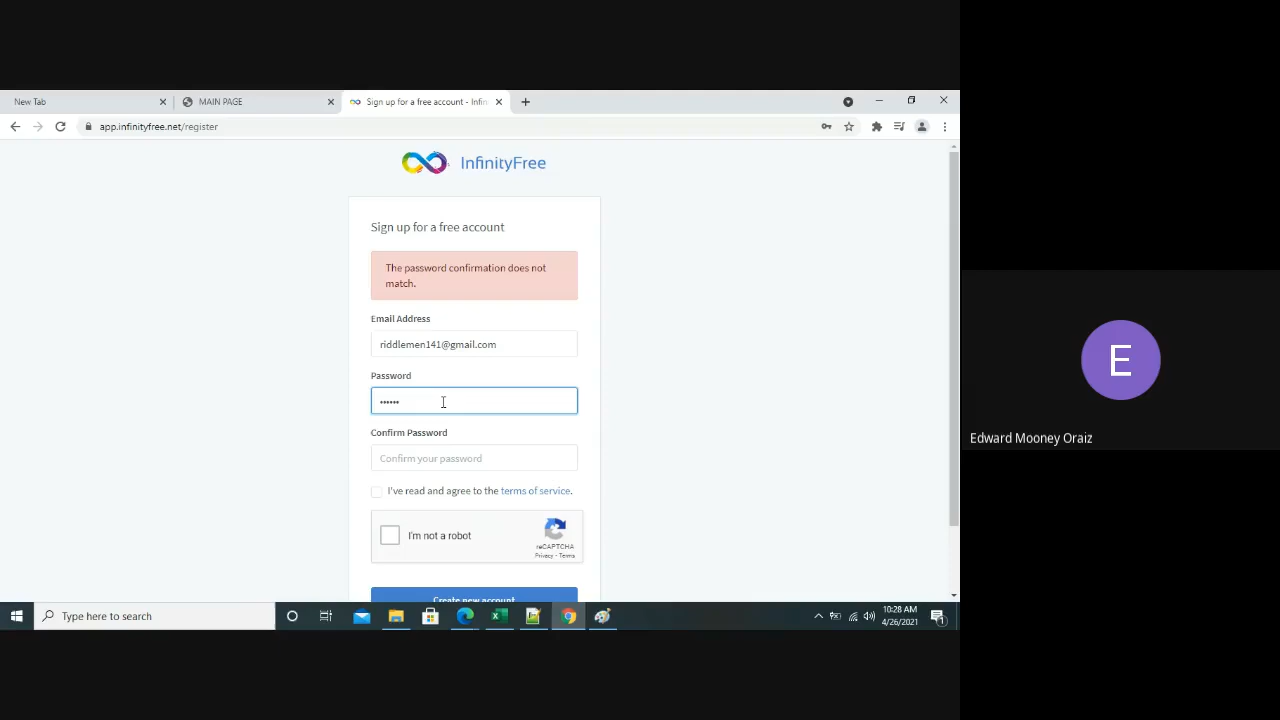 New Tab
MAIN PAGE
Sign up for a free account - Infin
app.infinityfree.net/register
InfinityFree
Sign up for a free account
The password confirmation does not
match.
Email Address
riddlemen141@gmail.com
Password
••••••
Confirm Password
Confirm your password
I've read and agree to the terms of service.
I'm not a robot
reCAPTCHA
Privacy - Terms
Create new account
E
Edward Mooney Oraiz
Type here to search
10:28 AM
4/26/2021
1